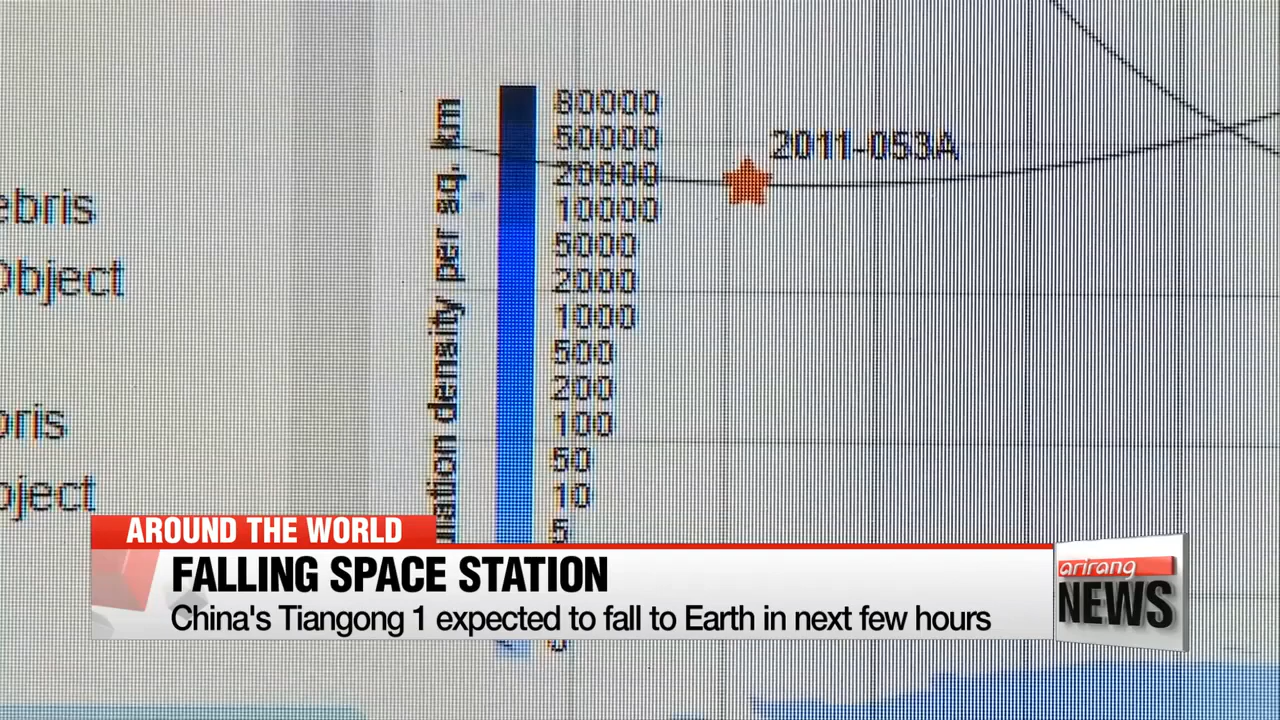 80000
50000
2011-053A
20000
ebris
10000
5000
Object
2000
1000
500
200
100
oris
50
10
oject
5
0
density per aq. km
AROUND THE WORLD
FALLING SPACE STATION
China's Tiangong 1 expected to fall to Earth in next few hours
arirang
NEWS